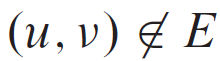 (u, v) ∉ E